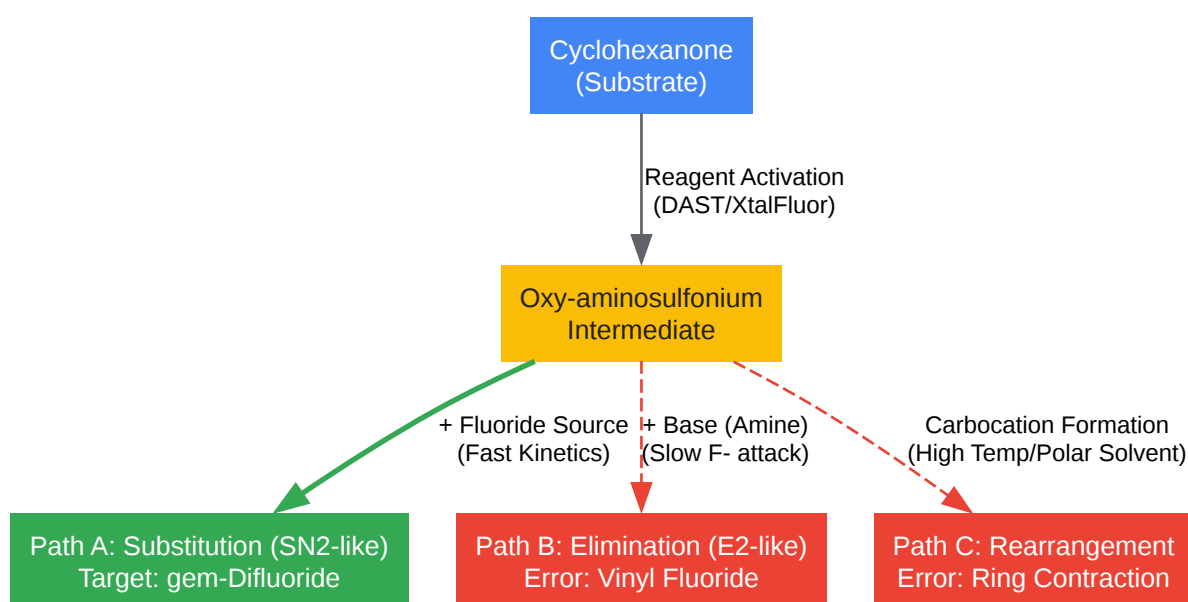 Cyclohexanone
(Substrate)
Reagent Activation
(DAST/XtalFluor)
Oxy-aminosulfonium
Intermediate
+ Fluoride Source
(Fast Kinetics)
+ Base (Amine)
(Slow F- attack)
Carbocation Formation
(High Temp/Polar Solvent)
Path A: Substitution (SN2-like)
Target: gem-Difluoride
Path B: Elimination (E2-like)
Error: Vinyl Fluoride
Path C: Rearrangement
Error: Ring Contraction